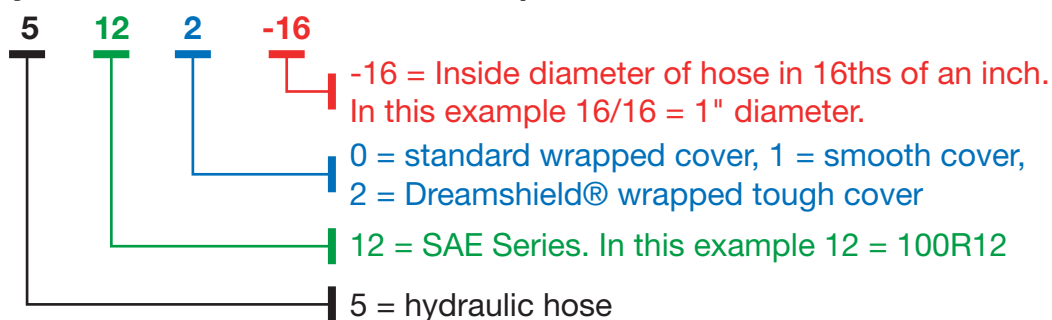 5 12 2 -16
-16 = Inside diameter of hose in 16ths of an inch.
In this example 16/16 = 1" diameter.
0 = standard wrapped cover, 1 = smooth cover,
2 = Dreamshield® wrapped tough cover
12 = SAE Series. In this example 12 = 100R12
5 = hydraulic hose